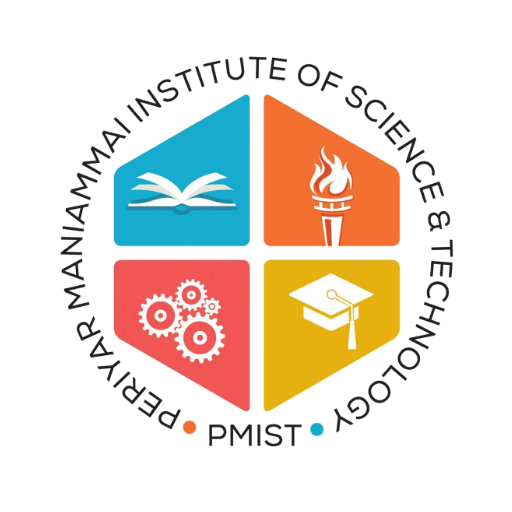 PERIYAR MANIAMMAI INSTITUTE OF SCIENCE & TECHNOLOGY
• PMIST •